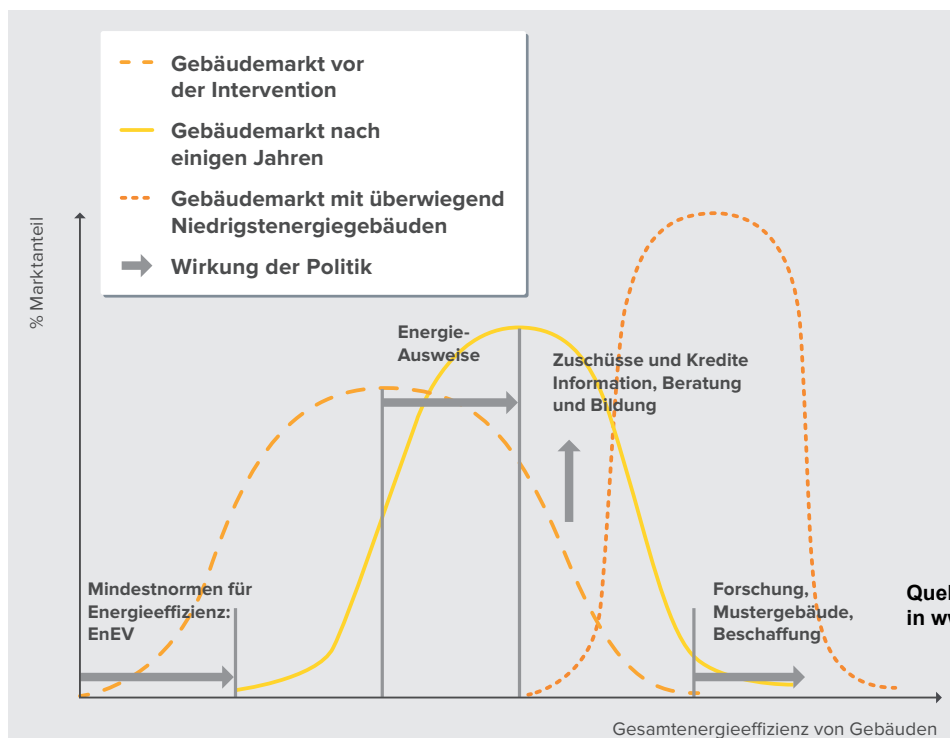 Gebäudemarkt vor
der Intervention
Gebäudemarkt nach
einigen Jahren
Gebäudemarkt mit überwiegend
Niedrigstenergiegebäuden
Wirkung der Politik
% Marktanteil
Energie-
Ausweise
Zuschüsse und Kredite
Information, Beratung
und Bildung
Mindestnormen für
Energieeffizienz:
EnEV
Forschung,
Mustergebäude,
Beschaffung
in
Gesamtenergieeffizienz von Gebäuden